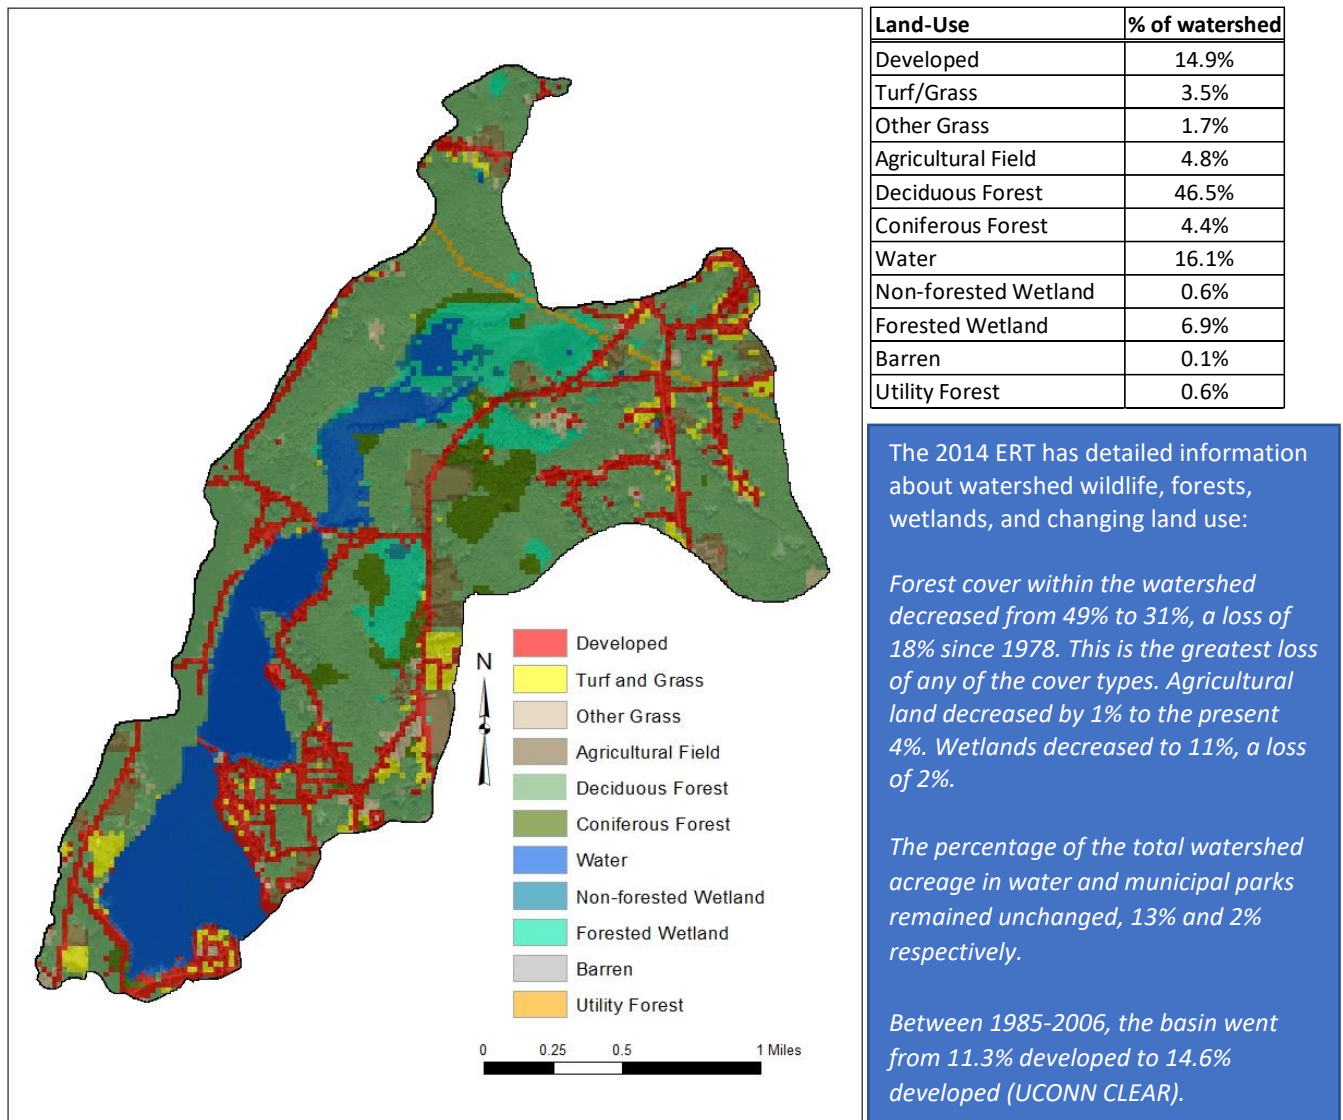 Land-Use % of watershed
Developed 14.9%
Turf/Grass 3.5%
Other Grass 1.7%
Agricultural Field 4.8%
Deciduous Forest 46.5%
Coniferous Forest 4.4%
Water 16.1%
Non-forested Wetland 0.6%
Forested Wetland 6.9%
Barren 0.1%
Utility Forest 0.6%
N
Developed
Turf and Grass
Other Grass
Agricultural Field
Deciduous Forest
Coniferous Forest
Water
Non-forested Wetland
Forested Wetland
Barren
Utility Forest
0 0.25 0.5 1 Miles
The 2014 ERT has detailed information
about watershed wildlife, forests,
wetlands, and changing land use:
Forest cover within the watershed
decreased from 49% to 31%, a loss of
18% since 1978. This is the greatest loss
of any of the cover types. Agricultural
land decreased by 1% to the present
4%. Wetlands decreased to 11%, a loss
of 2%.
The percentage of the total watershed
acreage in water and municipal parks
remained unchanged, 13% and 2%
respectively.
Between 1985-2006, the basin went
from 11.3% developed to 14.6%
developed (UCONN CLEAR).